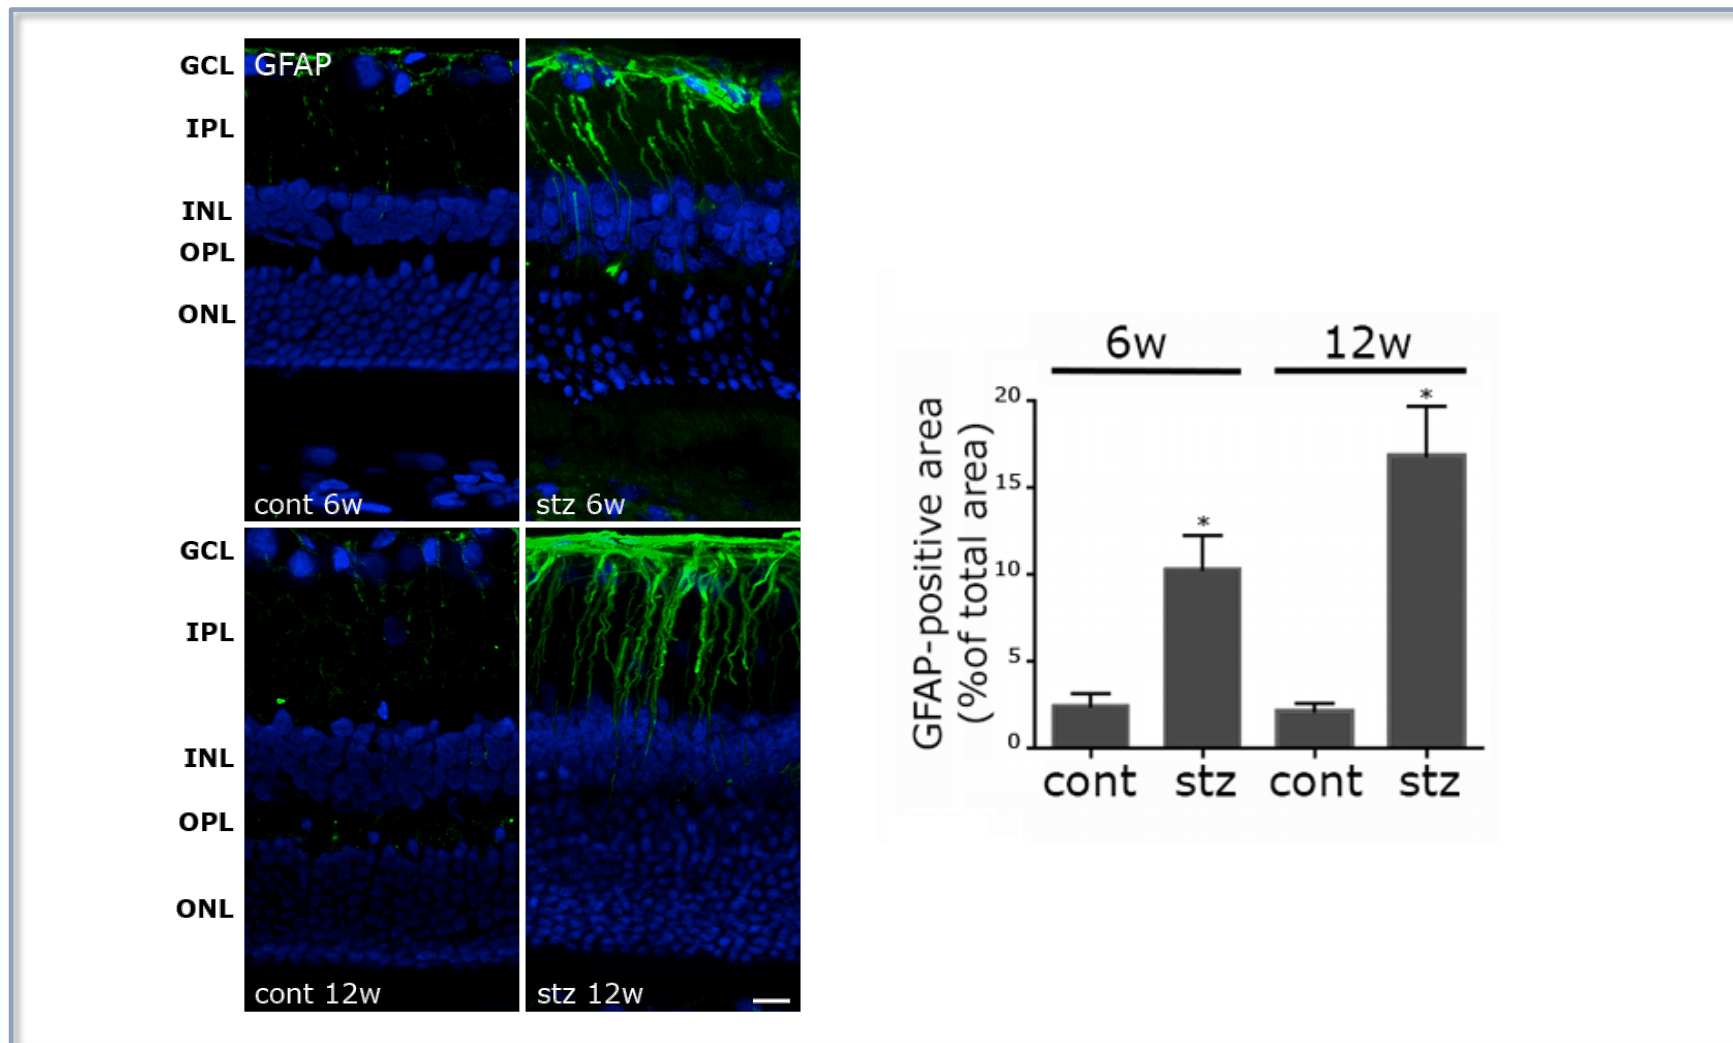 GCL
IPL
INL
OPL
ONL
GFAP
cont 6w
stz 6w
GCL
IPL
INL
OPL
ONL
cont 12w
stz 12w
6w
12w
GFAP-positive area
(%of total area)
20
15
10
5
0
*
*
cont
stz
cont
stz